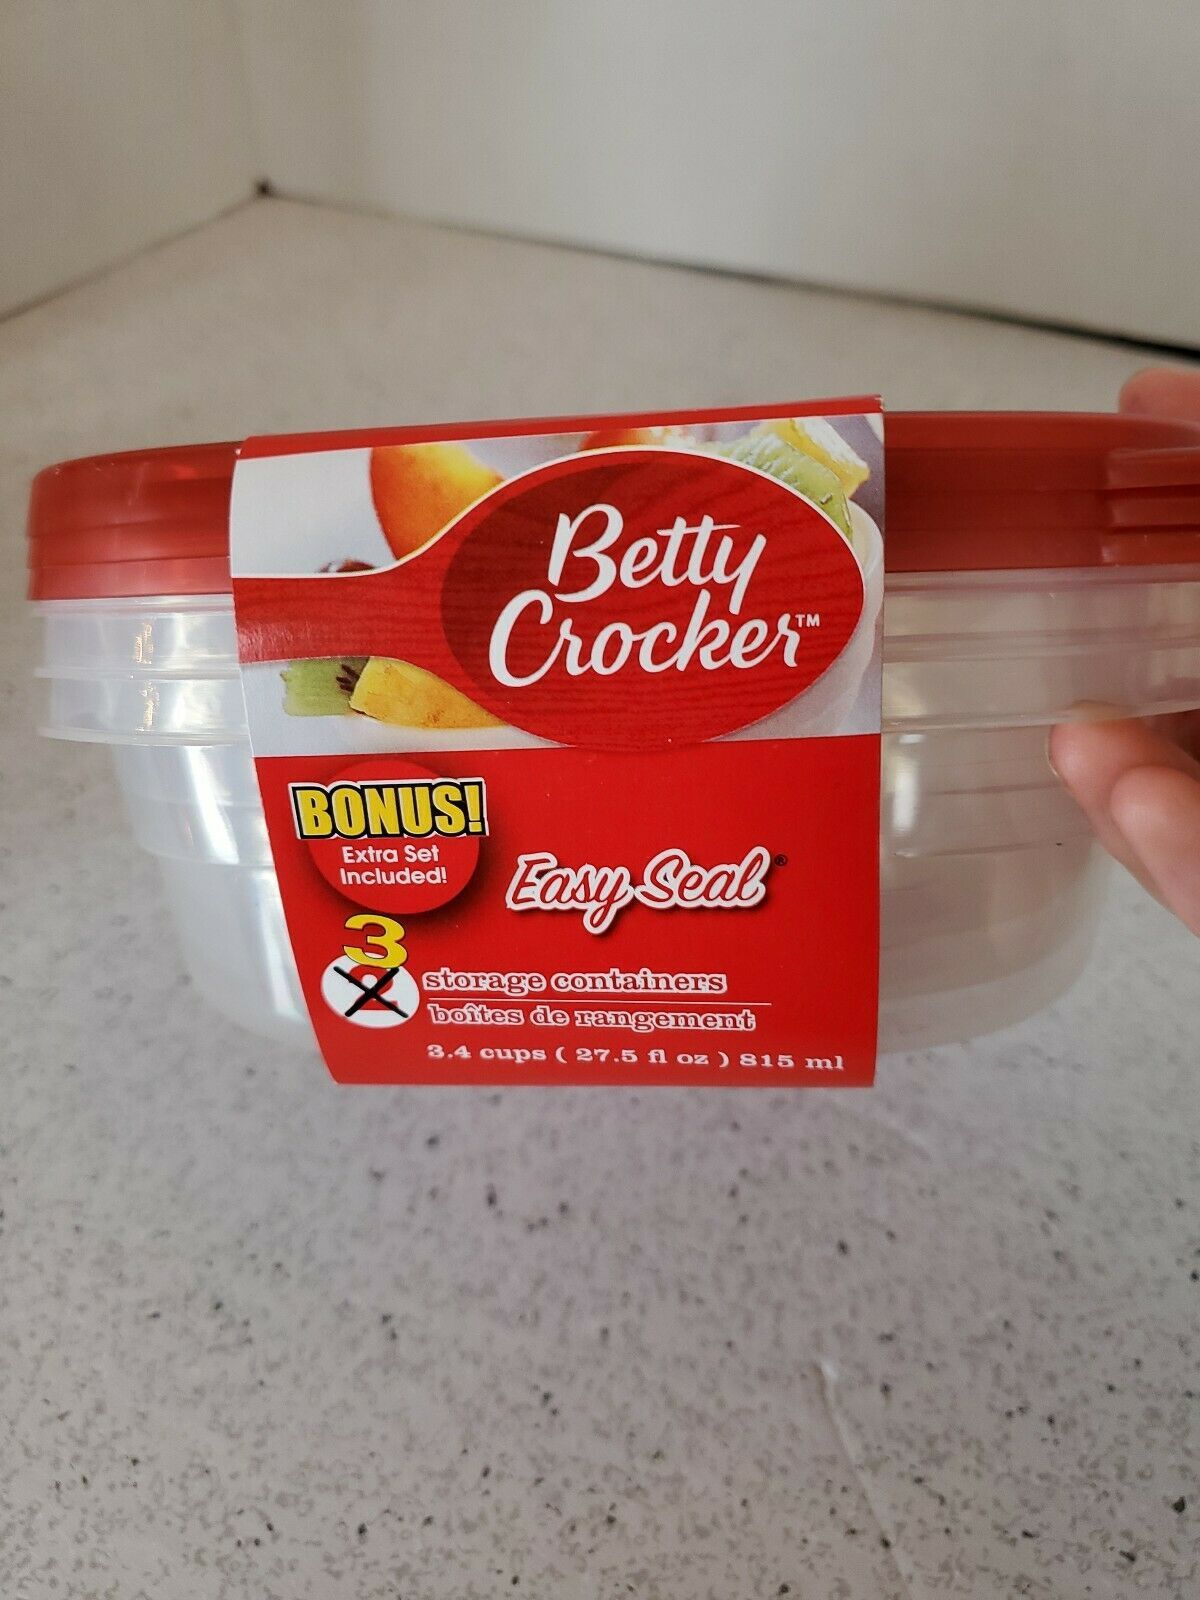 Betty
Crocker™
BONUS!
Extra Set
Included!
Easy Seal®
3
2 storage containers
boîtes de rangement
3.4 cups ( 27.5 fl oz ) 815 ml